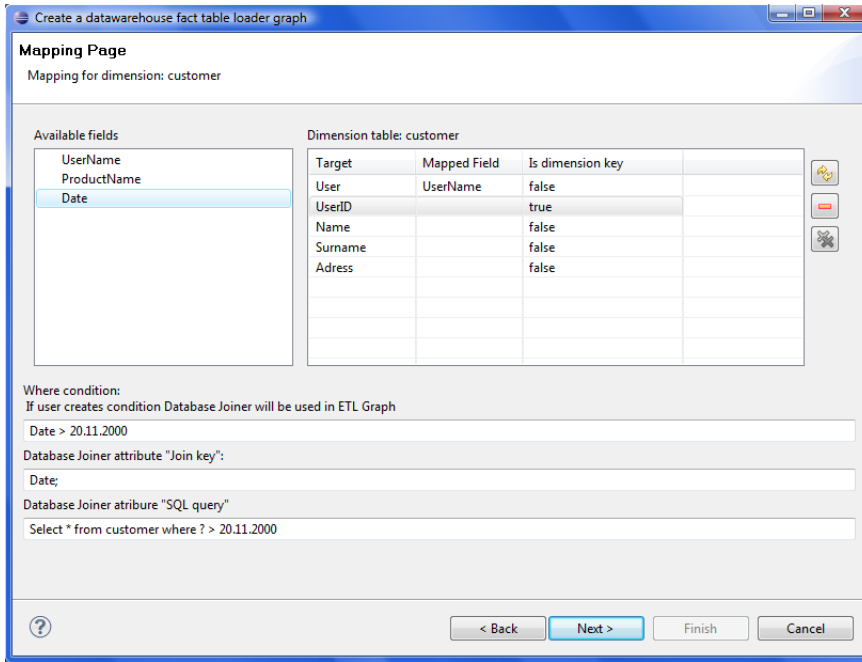 Create a datawarehouse fact table loader graph
Mapping Page
Mapping for dimension: customer
Available fields
UserName
ProductName
Date
Dimension table: customer
Target Mapped Field Is dimension key
User UserName false
UserID true
Name false
Surname false
Adress false
Where condition:
If user creates condition Database Joiner will be used in ETL Graph
Date > 20.11.2000
Database Joiner attribute "Join key":
Date;
Database Joiner atribure "SQL query"
Select * from customer where ? > 20.11.2000
?
< Back Next > Finish Cancel